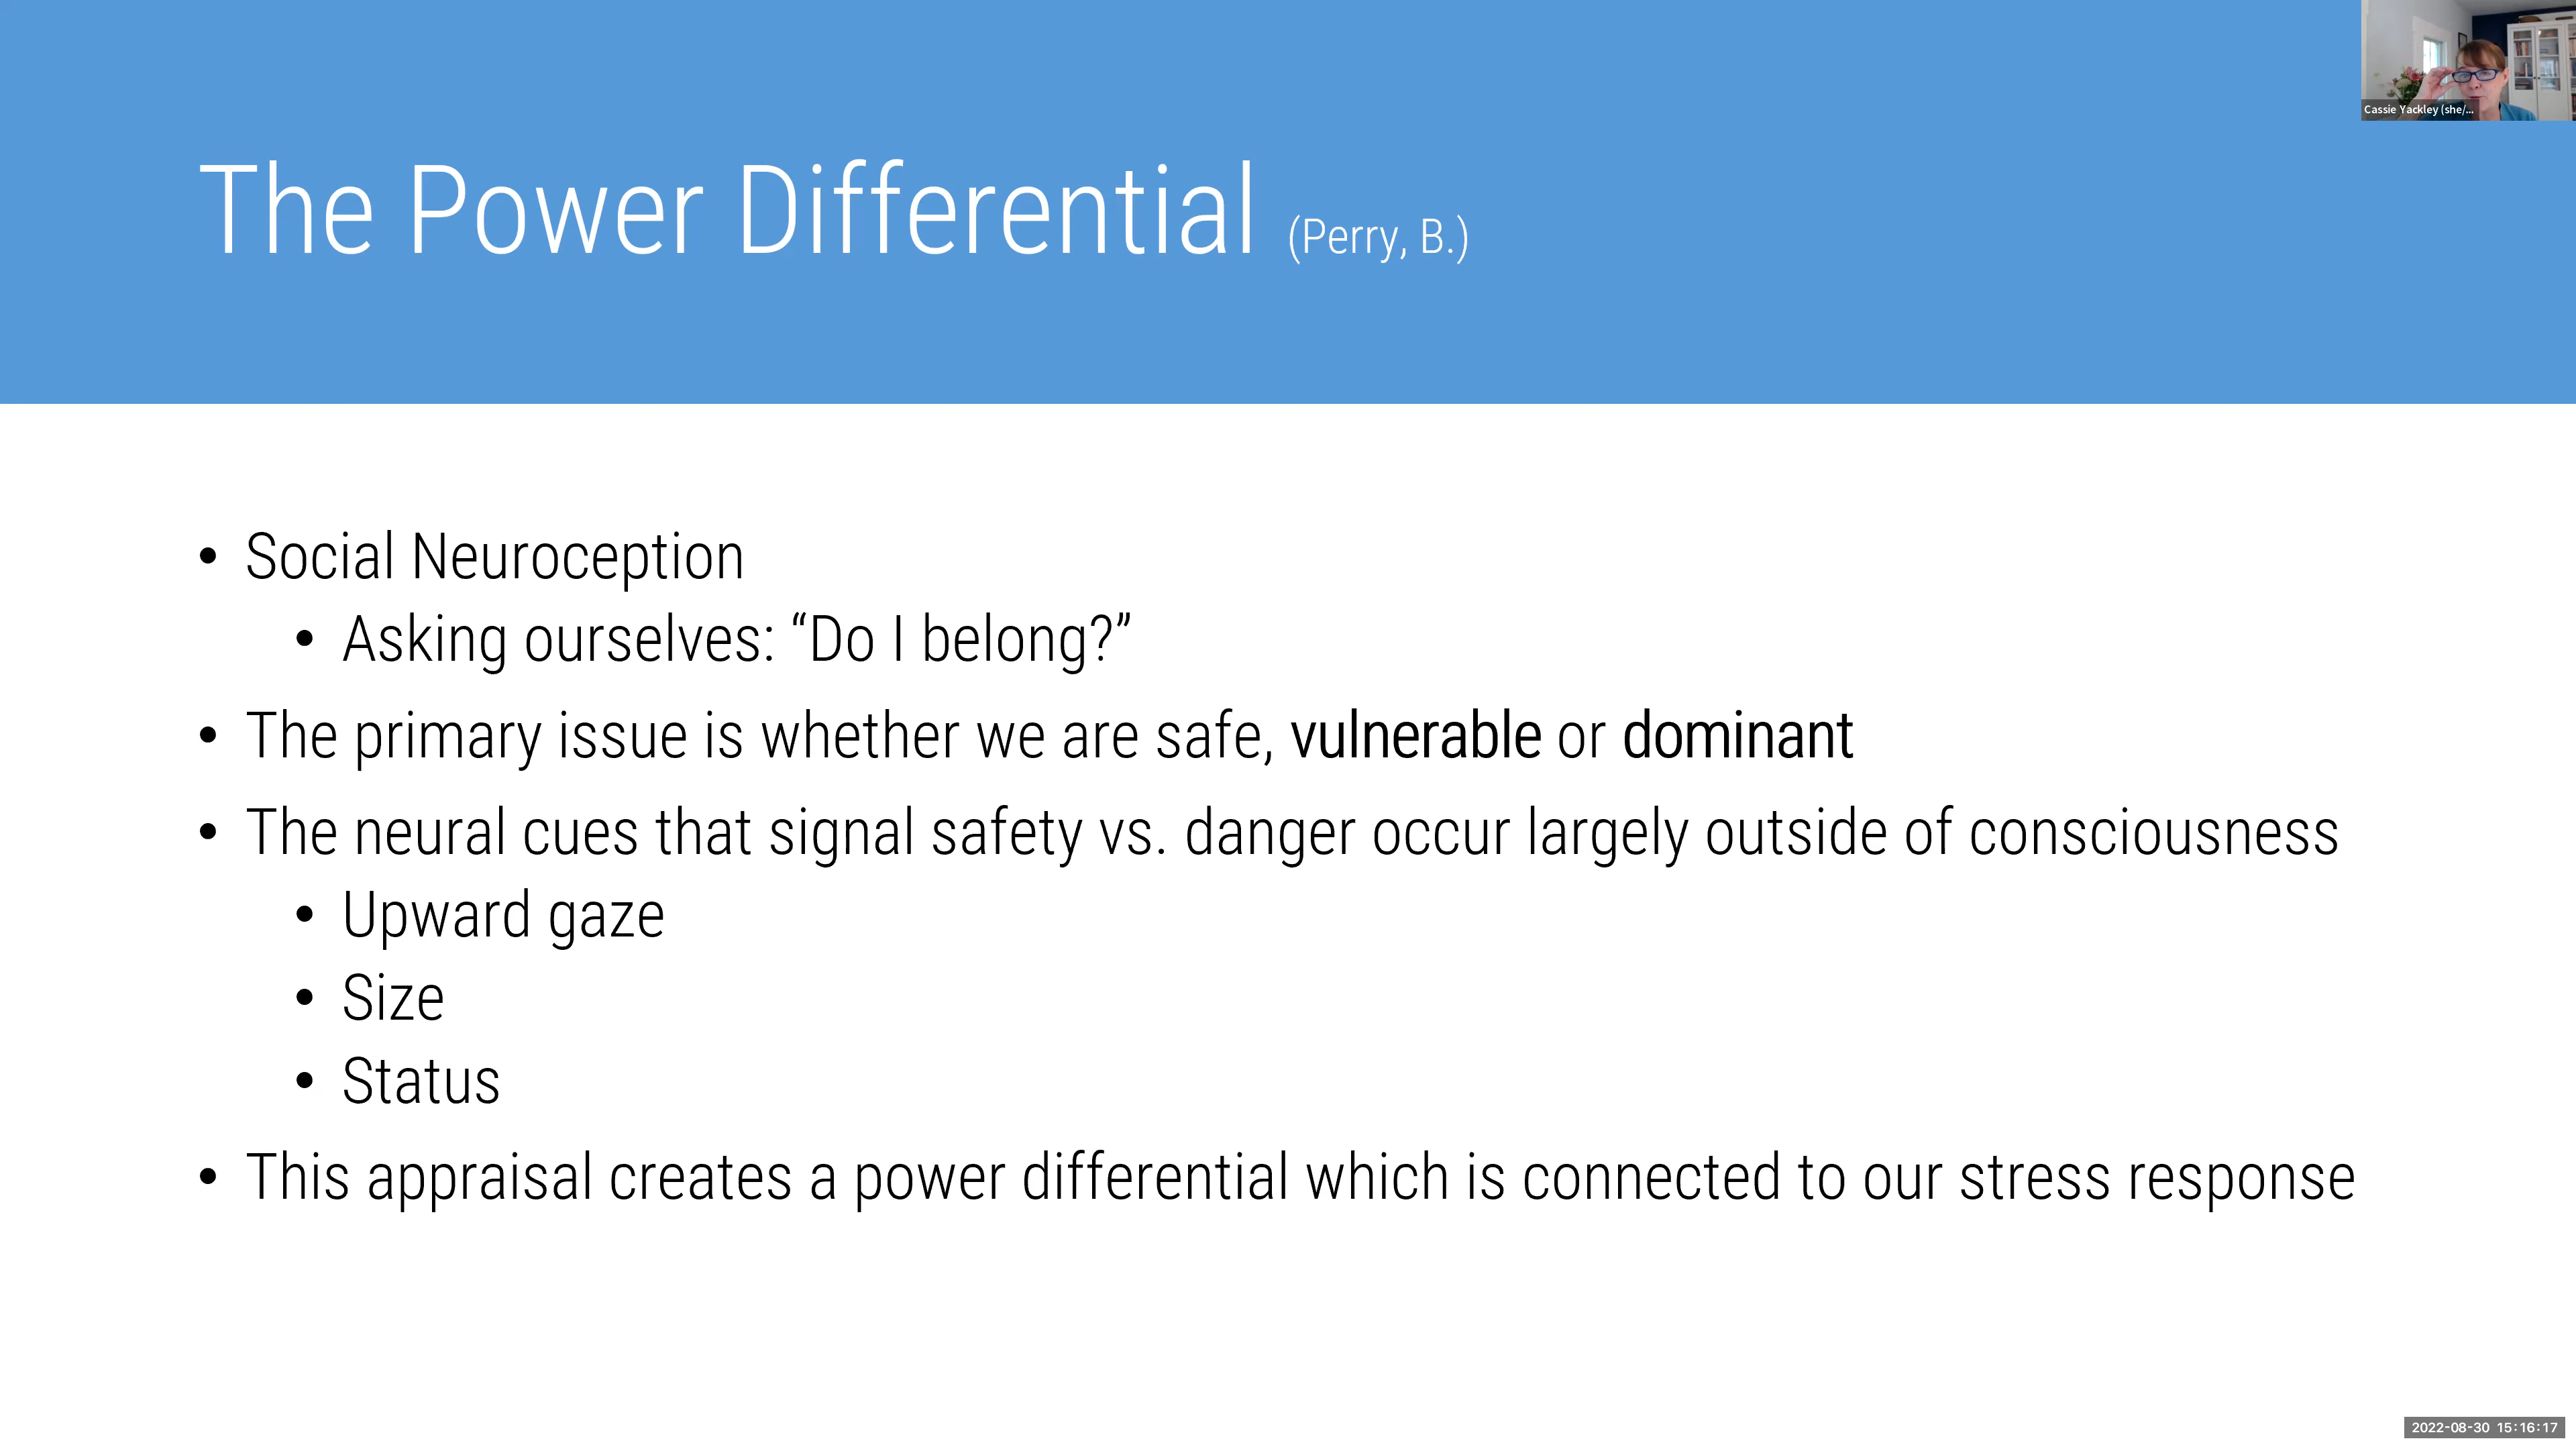 Cassie Yackley (she/...
The Power Differential (Perry, B.)
• Social Neuroception
• Asking ourselves: “Do I belong?”
• The primary issue is whether we are safe, vulnerable or dominant
• The neural cues that signal safety vs. danger occur largely outside of consciousness
• Upward gaze
• Size
• Status
• This appraisal creates a power differential which is connected to our stress response
2022-08-30 15:16:17